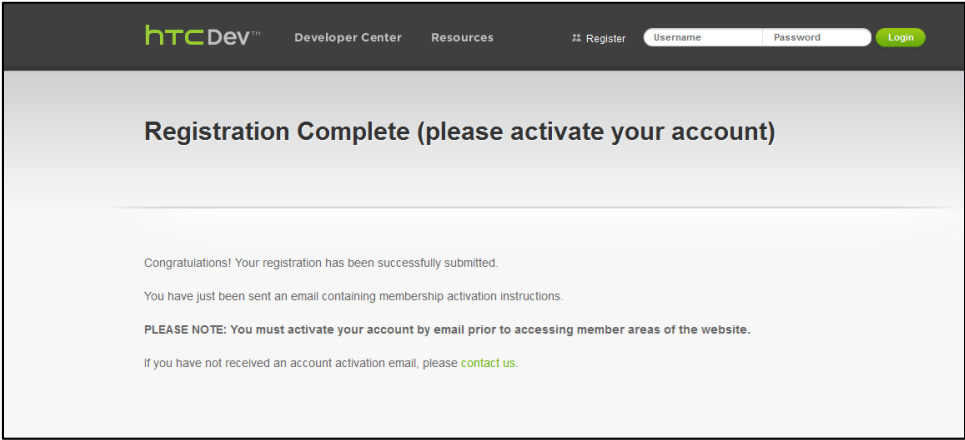 hTC Dev™ Developer Center Resources Register Username Password Login
Registration Complete (please activate your account)
Congratulations! Your registration has been successfully submitted.
You have just been sent an email containing membership activation instructions.
PLEASE NOTE: You must activate your account by email prior to accessing member areas of the website.
If you have not received an account activation email, please contact us.